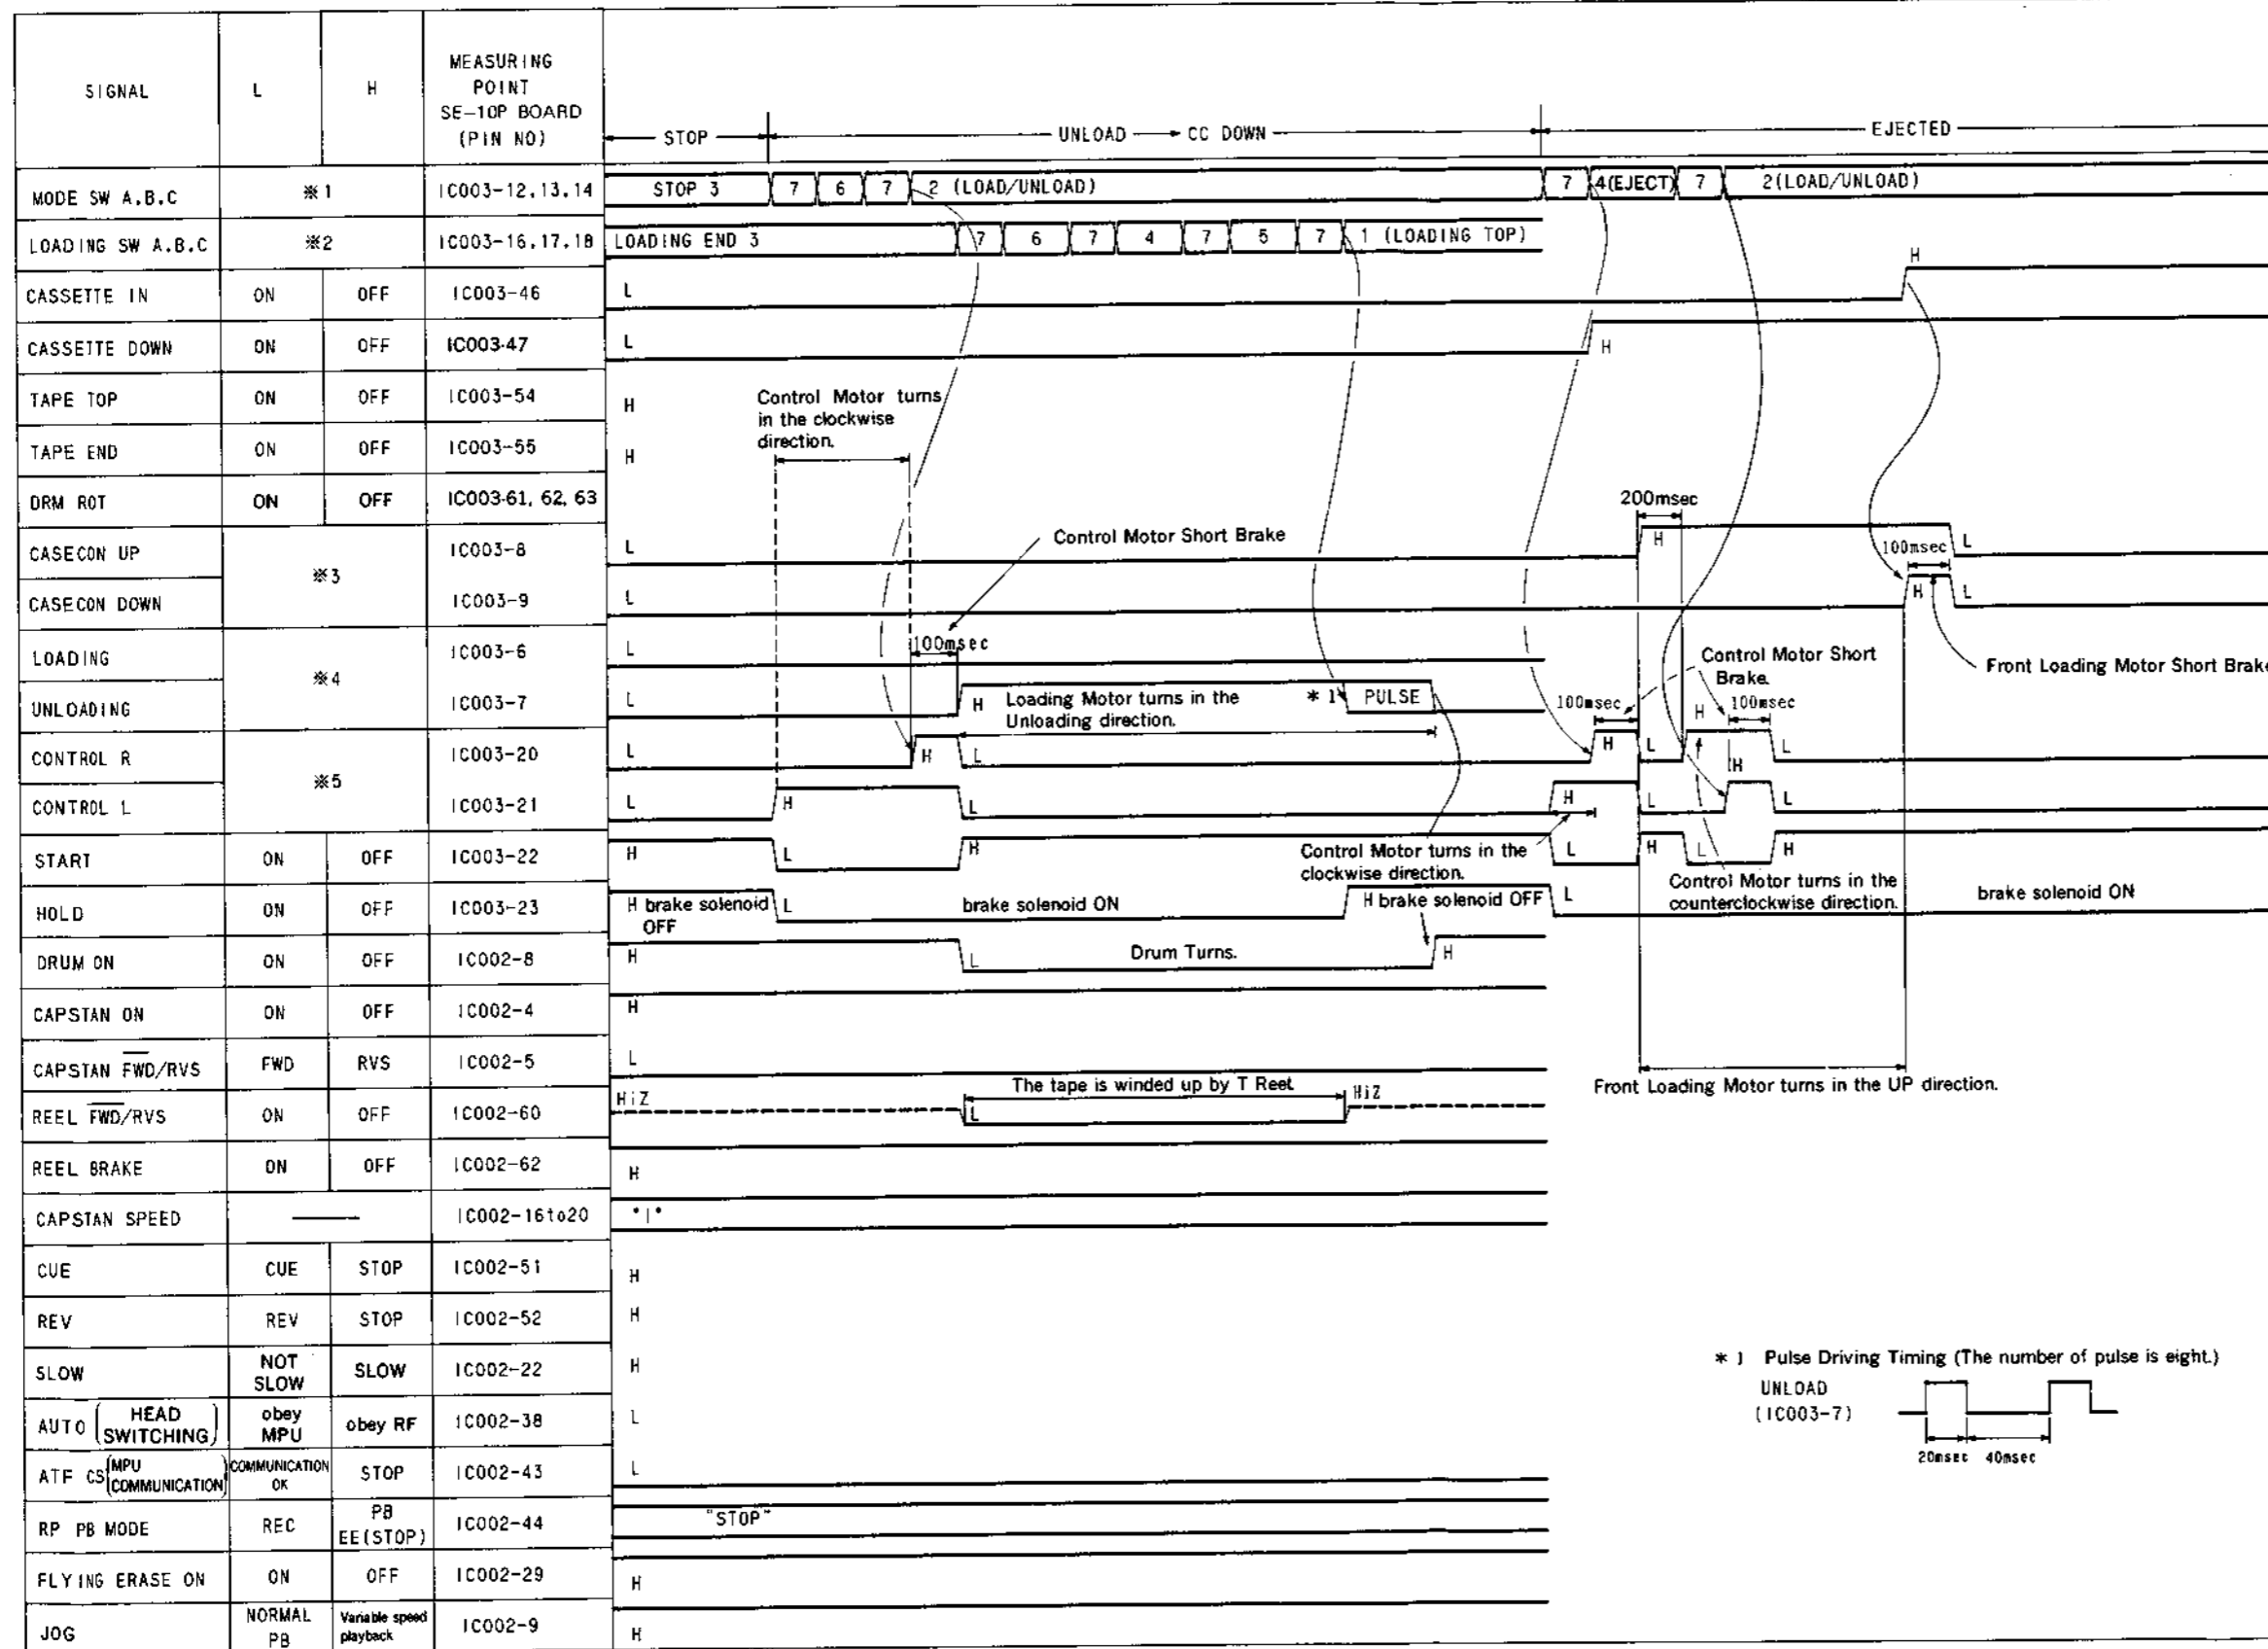 SIGNAL
L
H
MEASURING
POINT
SE-10P BOARD
(PIN NO)
STOP
UNLOAD → CC DOWN
EJECTED
MODE SW A.B.C ※1 IC003-12,13,14 STOP 3 7 6 7 2 (LOAD/UNLOAD) 7 4(EJECT) 7 2(LOAD/UNLOAD)
LOADING SW A.B.C ※2 IC003-16,17,18 LOADING END 3 7 6 7 4 7 5 7 1 (LOADING TOP)
CASSETTE IN ON OFF IC003-46 L H
CASSETTE DOWN ON OFF IC003-47 L H
TAPE TOP ON OFF IC003-54 H
Control Motor turns
in the clockwise
direction.
TAPE END ON OFF IC003-55 H
DRM ROT ON OFF IC003-61, 62, 63
200msec
Control Motor Short Brake
CASECON UP ※3 IC003-8 L H 100msec L
CASECON DOWN IC003-9 L H L
100msec
LOADING ※4 IC003-6 L
Control Motor Short
Brake.
Front Loading Motor Short Brake
UNLOADING IC003-7 L H Loading Motor turns in the
Unloading direction.
* 1 PULSE 100msec H 100msec
CONTROL R ※5 IC003-20 L H L H L H L
CONTROL L IC003-21 L H L H L L
START ON OFF IC003-22 H L H L H L H
Control Motor turns in the
clockwise direction.
Control Motor turns in the
counterclockwise direction.
HOLD ON OFF IC003-23 H brake solenoid
OFF
L brake solenoid ON H brake solenoid OFF L brake solenoid ON
DRUM ON ON OFF IC002-8 H L Drum Turns. H
CAPSTAN ON ON OFF IC002-4 H
CAPSTAN FWD/RVS FWD RVS IC002-5 L
The tape is winded up by T Reel.
Front Loading Motor turns in the UP direction.
REEL FWD/RVS ON OFF IC002-60 HiZ L HiZ
REEL BRAKE ON OFF IC002-62 H
CAPSTAN SPEED —— IC002-16to20 "1"
CUE CUE STOP IC002-51 H
REV REV STOP IC002-52 H
SLOW NOT
SLOW
SLOW IC002-22 H
AUTO (HEAD
SWITCHING)
obey
MPU
obey RF IC002-38 L
ATF CS (MPU
COMMUNICATION)
COMMUNICATION
OK
STOP IC002-43 L
RP PB MODE REC PB
EE(STOP)
IC002-44 "STOP"
FLYING ERASE ON ON OFF IC002-29 H
JOG NORMAL
PB
Variable speed
playback
IC002-9 H
* 1 Pulse Driving Timing (The number of pulse is eight.)
UNLOAD
(IC003-7)
20msec 40msec